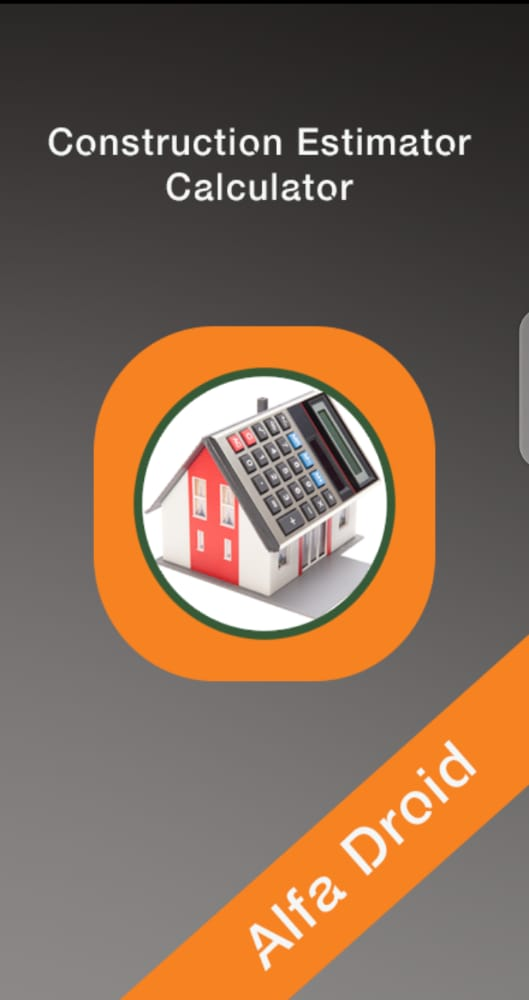 Construction Estimator
Calculator
Alfa Droid